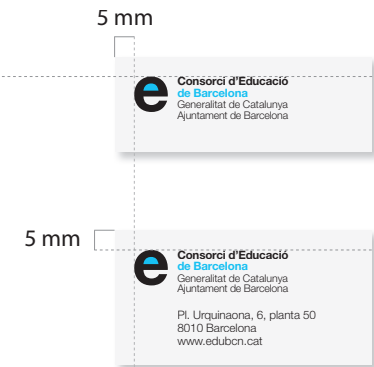 5 mm
Consorci d'Educació
de Barcelona
Generalitat de Catalunya
Ajuntament de Barcelona
5 mm
Consorci d'Educació
de Barcelona
Generalitat de Catalunya
Ajuntament de Barcelona
Pl. Urquinaona, 6, planta 50
8010 Barcelona
www.edubcn.cat